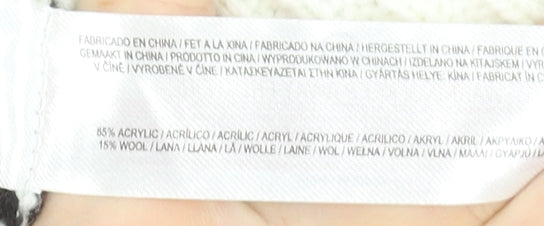 FABRICADO EN CHINA / FET A LA XINA / FABRICADO NA CHINA / HERGESTELLT IN CHINA / FABRIQUE EN
GEMAAKT IN CHINA / PRODOTTO IN CINA / WYPRODUKOWANO W CHINACH / IZDELANO NA KITAJSKEM / VYR
V ČÍNĚ / VYROBENÉ V ČÍNE / ΚΑΤΑΣΚΕΥΑΖΕΤΑΙ ΣΤΗΝ ΚΙΝΑ / GYÁRTÁS HELYE: KÍNA / FABRICAT ÎN C
85% ACRYLIC / ACRÍLICO / ACRÍLIC / ACRYL / ACRYLIQUE / ACRILICO / AKRYL / AKRIL / ΑΚΡΥΛΙΚΟ / A
15% WOOL / LANA / LLANA / LÃ / WOLLE / LAINE / WOL / WEŁNA / VOLNA / VLNA / ΜΑΛΛΙ / GYAPJÚ / L